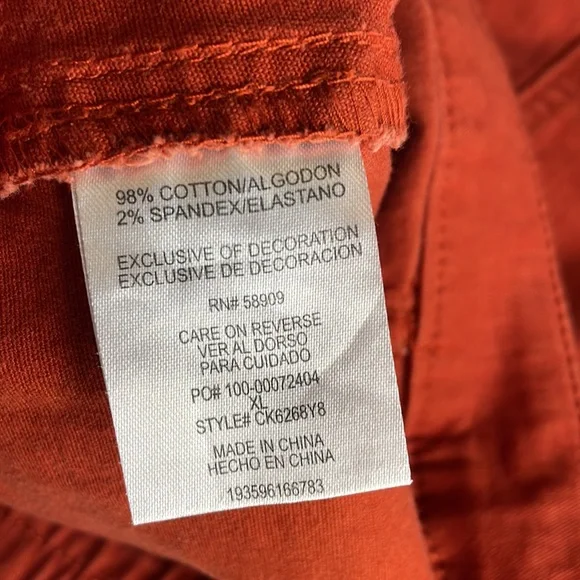 98% COTTON/ALGODON
2% SPANDEX/ELASTANO
EXCLUSIVE OF DECORATION
EXCLUSIVE DE DECORACION
RN# 58909
CARE ON REVERSE
VER AL DORSO
PARA CUIDADO
PO# 100-00072404
XL
STYLE# CK6268Y8
MADE IN CHINA
HECHO EN CHINA
193596166783